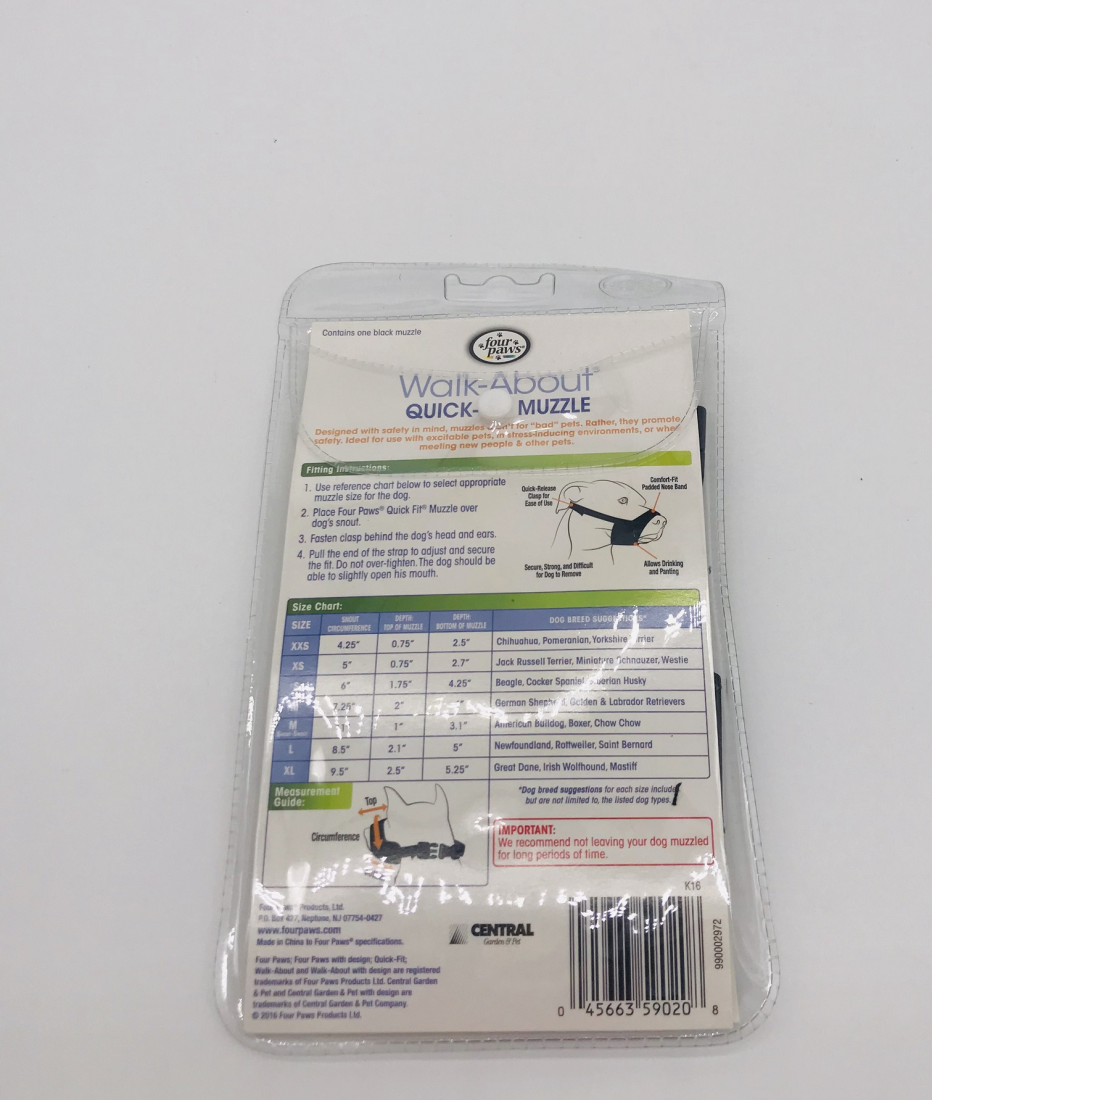 Contains one black muzzle
four
paws
Walk-About®
QUICK- MUZZLE
Designed with safety in mind, muzzles for "bad" pets. Rather, they promote
safety. Ideal for use with excitable pets, in stress-inducing environments, or when
meeting new people & other pets.
Fitting Instructions:
1. Use reference chart below to select appropriate
muzzle size for the dog.
2. Place Four Paws® Quick Fit® Muzzle over
dog's snout.
3. Fasten clasp behind the dog's head and ears.
4. Pull the end of the strap to adjust and secure
the fit. Do not over-tighten. The dog should be
able to slightly open his mouth.
Quick-Release
Clasp for
Ease of Use
Comfort-Fit
Padded Nose Band
Secure, Strong, and Difficult
for Dog to Remove
Allows Drinking
and Panting
Size Chart:
SIZE SNOUT CIRCUMFERENCE DEPTH: TOP OF MUZZLE DEPTH: BOTTOM OF MUZZLE DOG BREED
XXS 4.25" 0.75" 2.5" Chihuahua, Pomeranian, Yorkshire
XS 5" 0.75" 2.7" Jack Russell Terrier, Miniature Schnauzer, Westie
6" 1.75" 4.25" Beagle, Cocker Husky
7.25" 2" German Golden & Labrador Retrievers
M 1" 3.1" American Bulldog, Boxer, Chow Chow
L 8.5" 2.1" 5" Newfoundland, Rottweiler, Saint Bernard
XL 9.5" 2.5" 5.25" Great Dane, Irish Wolfhound, Mastiff
Measurement
Guide:
Top
Circumference
*Dog breed suggestions for each size include,
but are not limited to, the listed dog types.
IMPORTANT:
We recommend not leaving your dog muzzled
for long periods of time.
K16
Products, Ltd.
P.O. Box 427, Neptune, NJ 07754-0427
www.fourpaws.com
Made in China to Four Paws® specifications.
CENTRAL
Garden & Pet
Four Paws; Four Paws with design; Quick-Fit;
Walk-About and Walk-About with design are registered
trademarks of Four Paws Products Ltd. Central Garden
& Pet and Central Garden & Pet with design are
trademarks of Central Garden & Pet Company.
© 2016 Four Paws Products Ltd.
990002972
0 45663 59020 8